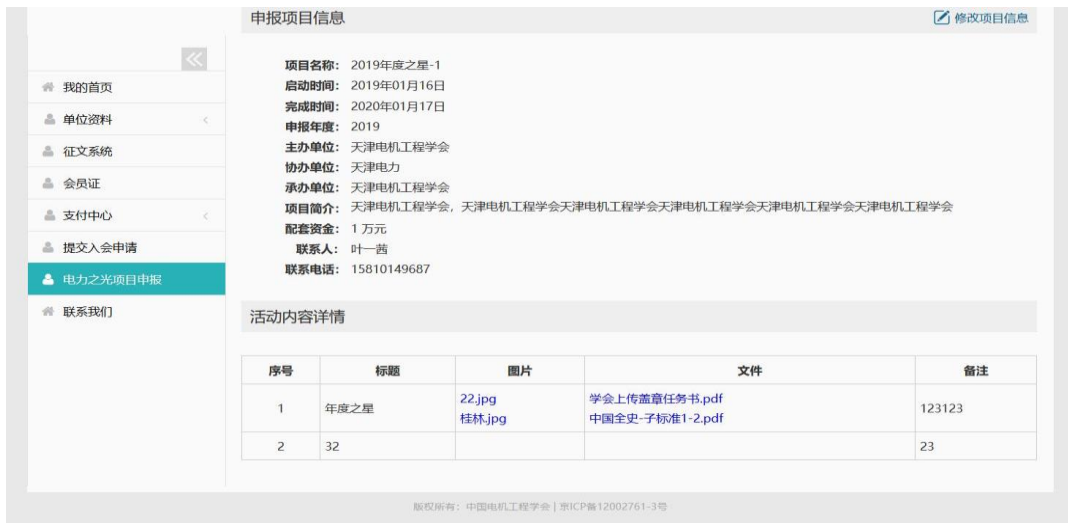 申报项目信息
修改项目信息
我的首页
单位资料
征文系统
会员证
支付中心
提交入会申请
电力之光项目申报
联系我们
项目名称： 2019年度之星-1
启动时间： 2019年01月16日
完成时间： 2020年01月17日
申报年度： 2019
主办单位： 天津电机工程学会
协办单位： 天津电力
承办单位： 天津电机工程学会
项目简介： 天津电机工程学会，天津电机工程学会天津电机工程学会天津电机工程学会天津电机工程学会天津电机工程学会
配套资金： 1 万元
联系人： 叶一茜
联系电话： 15810149687
活动内容详情
序号 标题 图片 文件 备注
1 年度之星 22.jpg 学会上传盖章任务书.pdf 123123
桂林.jpg 中国全史-子标准1-2.pdf
2 32 23
版权所有：中国电机工程学会 | 京ICP备12002761-3号